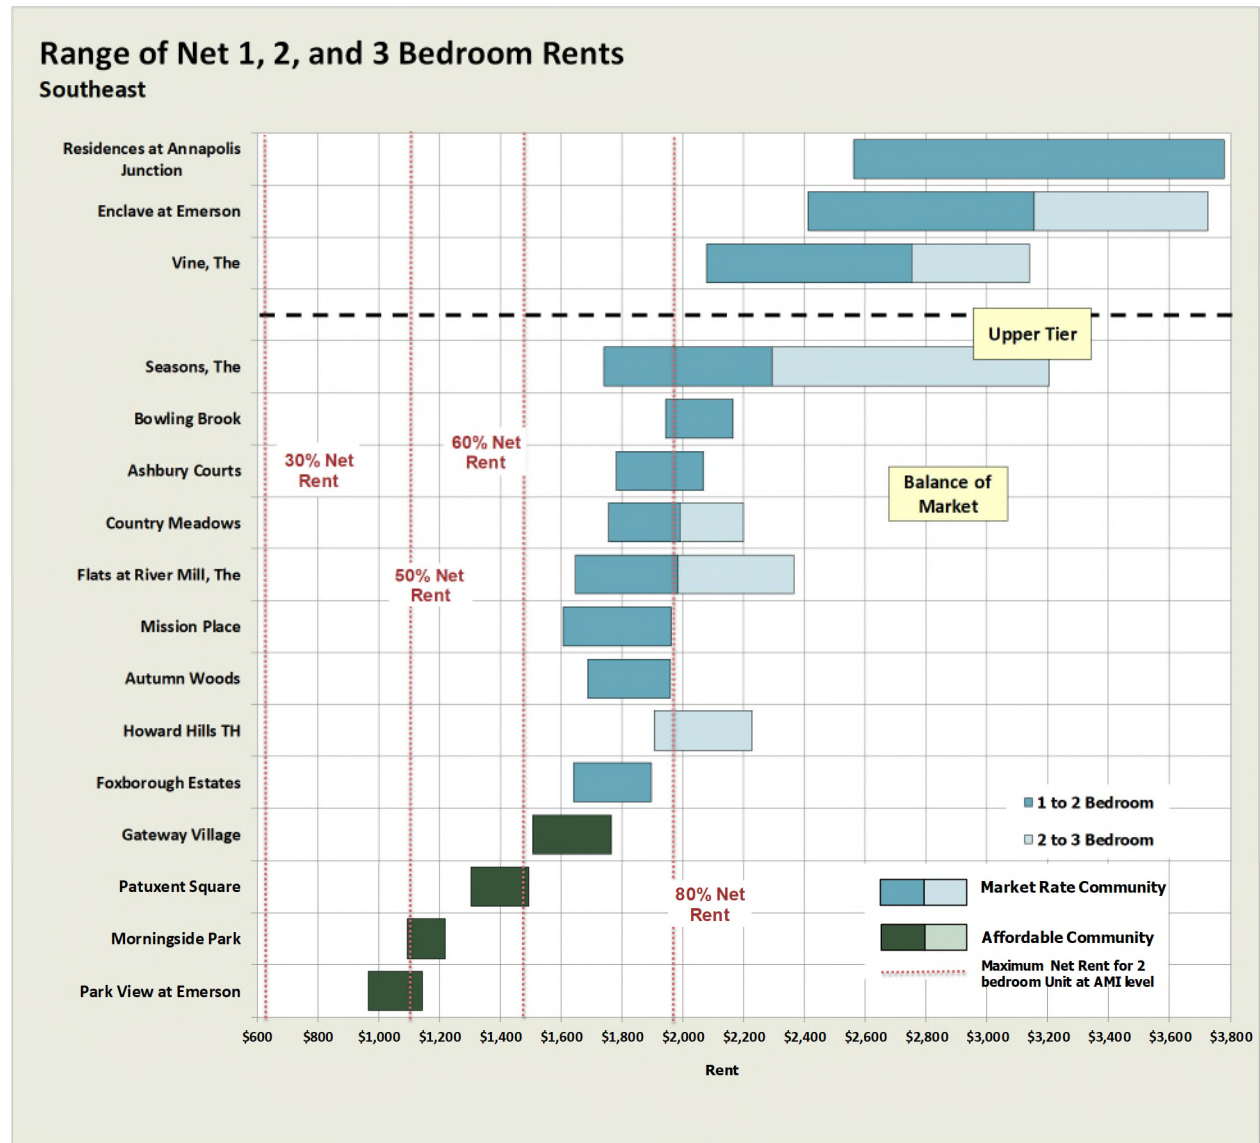 Range of Net 1, 2, and 3 Bedroom Rents
Southeast
Residences at Annapolis
Junction
Enclave at Emerson
Vine, The
Upper Tier
Seasons, The
Bowling Brook
60% Net
Rent
30% Net
Rent
Ashbury Courts
Balance of
Market
Country Meadows
Flats at River Mill, The
50% Net
Rent
Mission Place
Autumn Woods
Howard Hills TH
Foxborough Estates
1 to 2 Bedroom
Gateway Village
2 to 3 Bedroom
Patuxent Square
80% Net
Rent
Market Rate Community
Morningside Park
Affordable Community
Maximum Net Rent for 2
bedroom Unit at AMI level
Park View at Emerson
$600 $800 $1,000 $1,200 $1,400 $1,600 $1,800 $2,000 $2,200 $2,400 $2,600 $2,800 $3,000 $3,200 $3,400 $3,600 $3,800
Rent